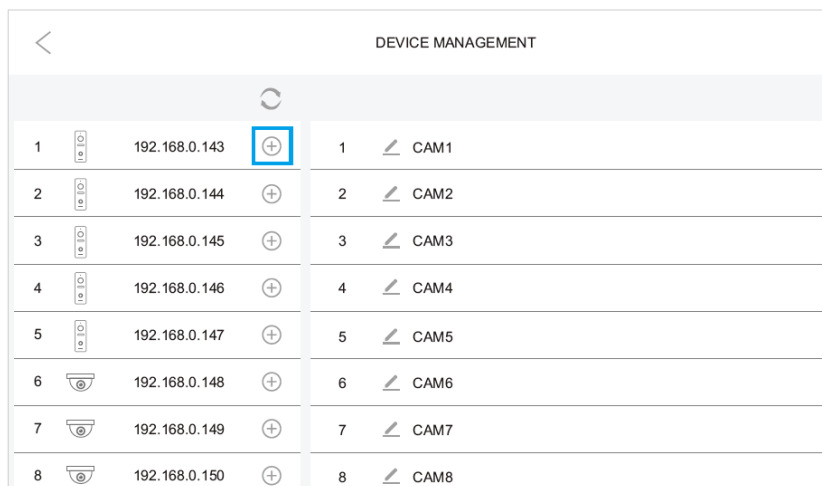 DEVICE MANAGEMENT
1 192.168.0.143 1 CAM1
2 192.168.0.144 2 CAM2
3 192.168.0.145 3 CAM3
4 192.168.0.146 4 CAM4
5 192.168.0.147 5 CAM5
6 192.168.0.148 6 CAM6
7 192.168.0.149 7 CAM7
8 192.168.0.150 8 CAM8